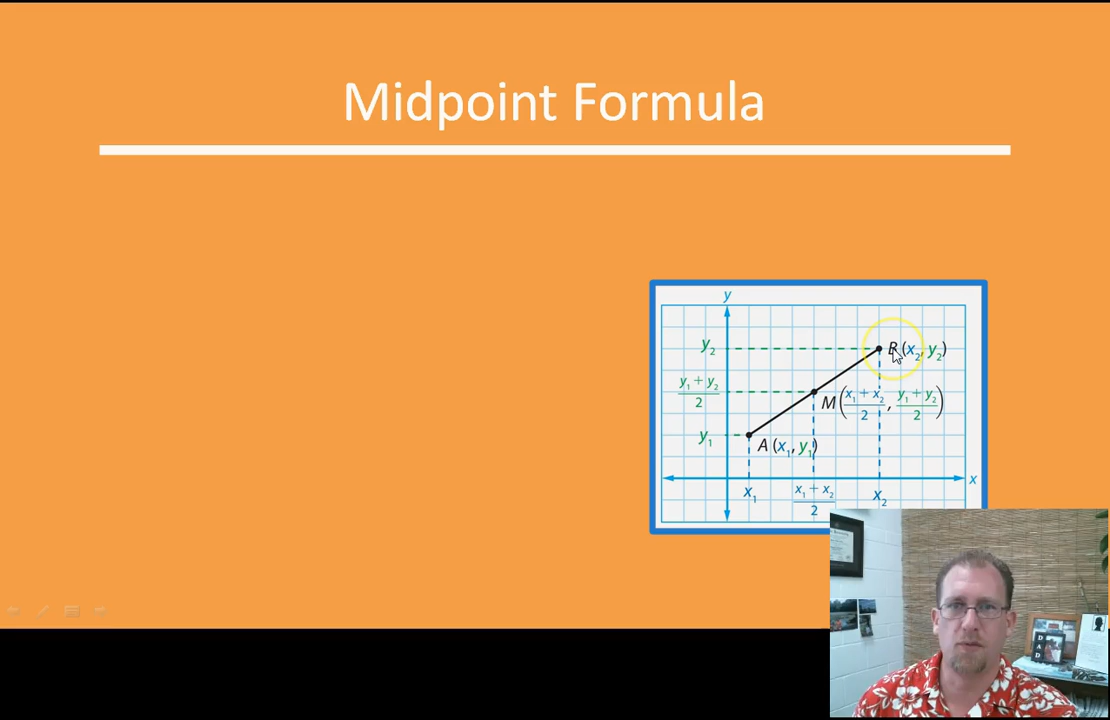 Midpoint Formula
y
y₂
B (x₂, y₂)
y₁ + y₂
2
M (x₁ + x₂ / 2, y₁ + y₂ / 2)
y₁
A (x₁, y₁)
x
x₁
x₁ + x₂
2
x₂
DAD